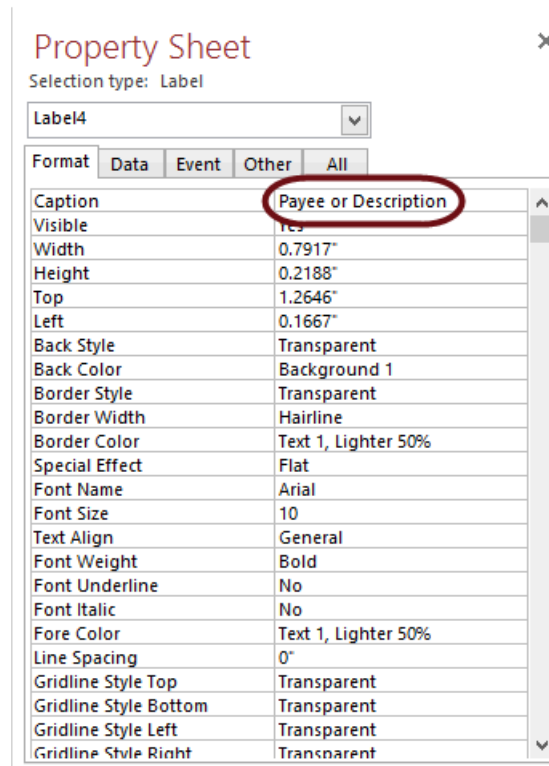 Property Sheet
Selection type: Label
Label4
Format Data Event Other All
Caption Payee or Description
Visible Yes
Width 0.7917"
Height 0.2188"
Top 1.2646"
Left 0.1667"
Back Style Transparent
Back Color Background 1
Border Style Transparent
Border Width Hairline
Border Color Text 1, Lighter 50%
Special Effect Flat
Font Name Arial
Font Size 10
Text Align General
Font Weight Bold
Font Underline No
Font Italic No
Fore Color Text 1, Lighter 50%
Line Spacing 0"
Gridline Style Top Transparent
Gridline Style Bottom Transparent
Gridline Style Left Transparent
Gridline Style Right Transparent